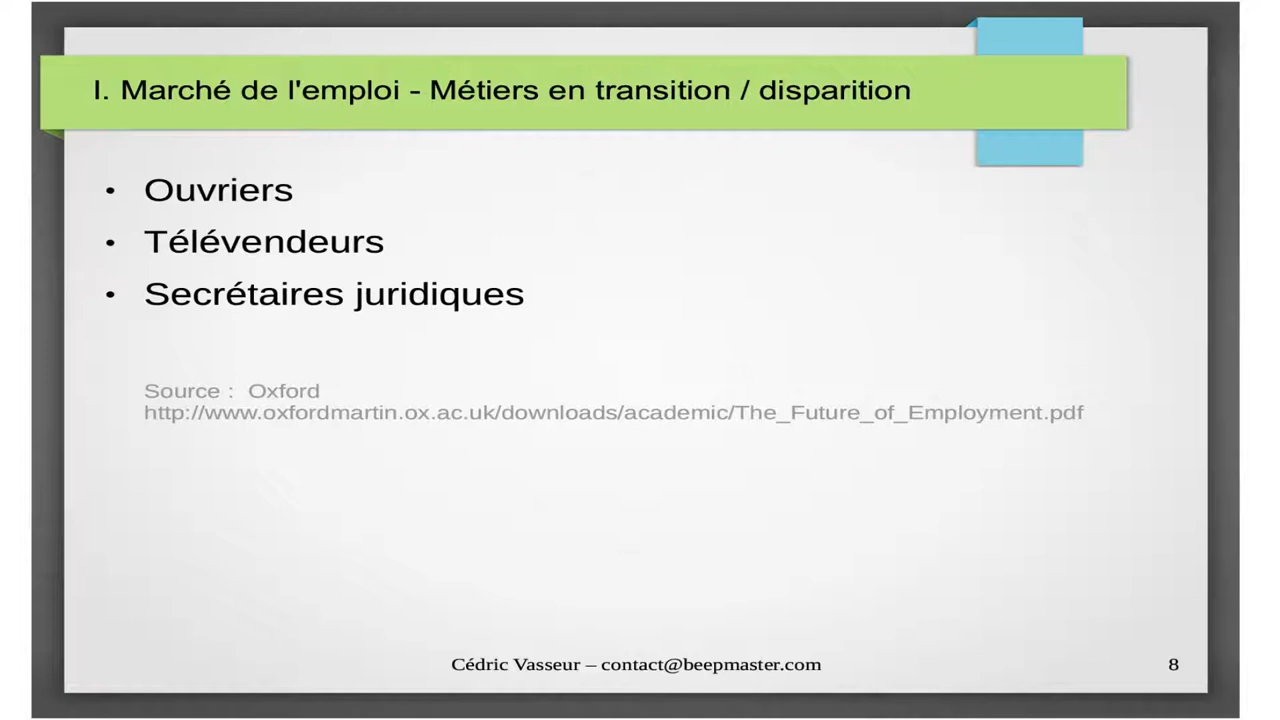 I. Marché de l'emploi - Métiers en transition / disparition
• Ouvriers
• Télévendeurs
• Secrétaires juridiques
Source : Oxford
http://www.oxfordmartin.ox.ac.uk/downloads/academic/The_Future_of_Employment.pdf
Cédric Vasseur – contact@beepmaster.com
8